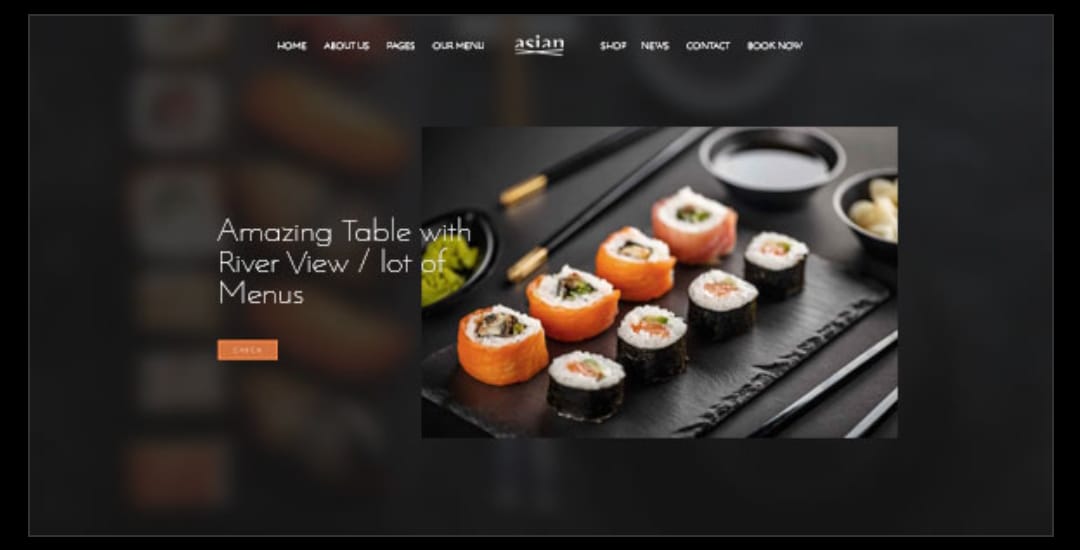 HOME ABOUT US PAGES OUR MENU asian SHOP NEWS CONTACT BOOK NOW
Amazing Table with
River View / lot of
Menus